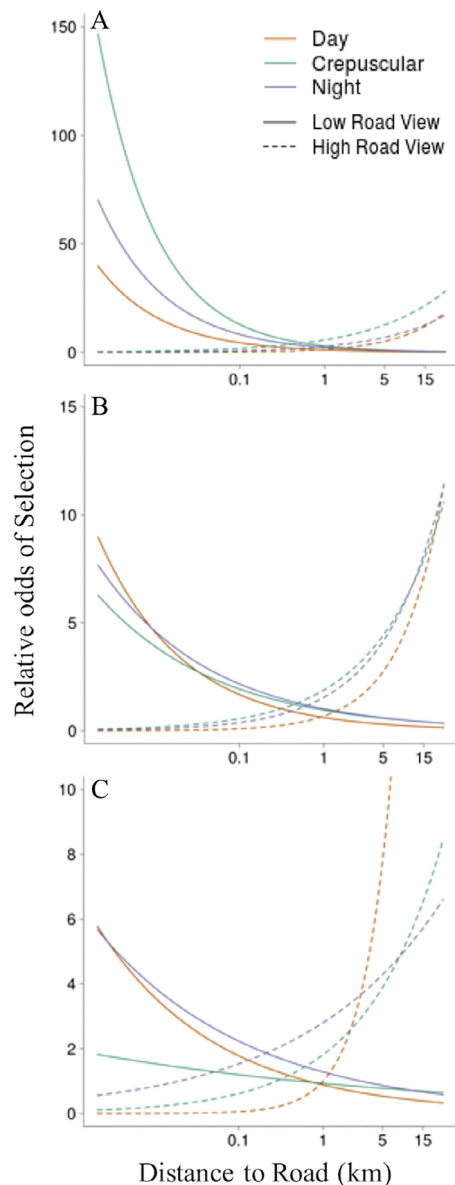 A
150
100
50
0
Day
Crepuscular
Night
Low Road View
High Road View
0.1 1 5 15
B
15
10
5
0
0.1 1 5 15
C
10
8
6
4
2
0
0.1 1 5 15
Relative odds of Selection
Distance to Road (km)